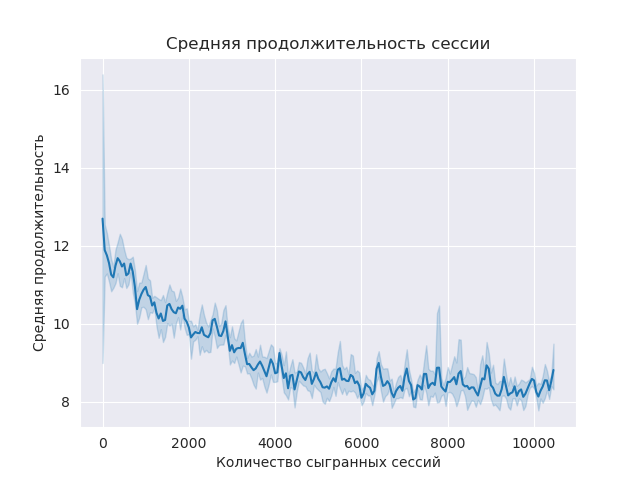 Средняя продолжительность сессии
16
14
12
10
8
Средняя продолжительность
0 2000 4000 6000 8000 10000
Количество сыгранных сессий